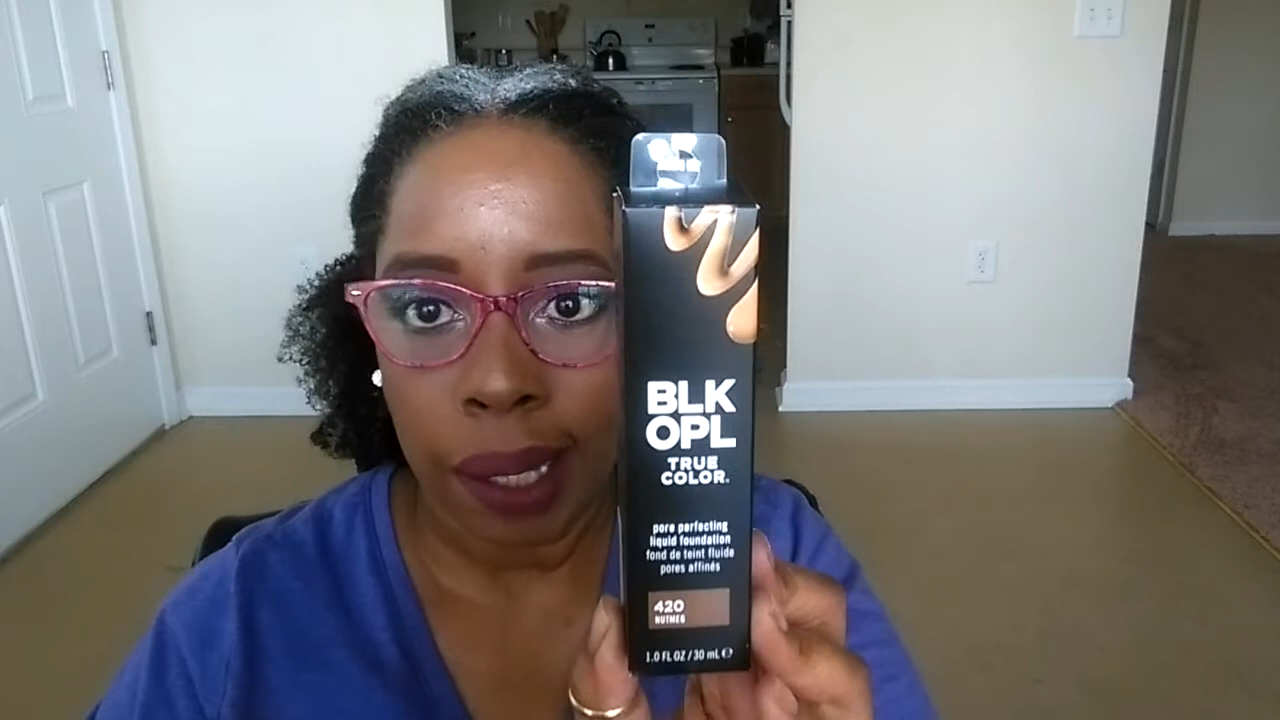 BLK
OPL
TRUE
COLOR.
pore perfecting
liquid foundation
fond de teint fluide
pores affinés
420
NUTMEG
1.0 FL OZ / 30 mL ℮